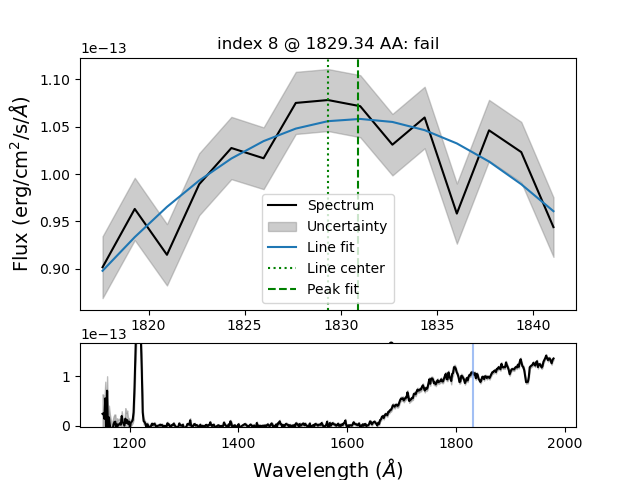 index 8 @ 1829.34 AA: fail
1e−13
1.10
1.05
1.00
0.95
0.90
Flux (erg/cm²/s/Å)
Spectrum
Uncertainty
Line fit
Line center
Peak fit
1820 1825 1830 1835 1840
1e−13
1
0
1200 1400 1600 1800 2000
Wavelength (Å)